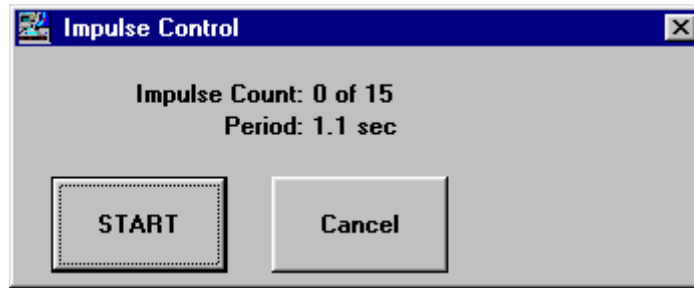 Impulse Control
Impulse Count: 0 of 15
Period: 1.1 sec
START
Cancel